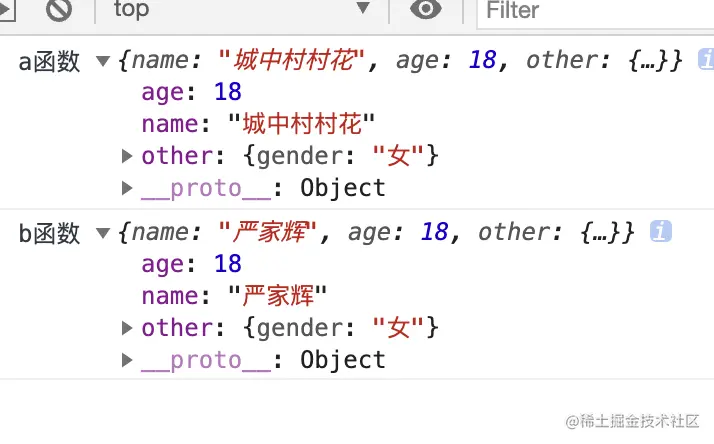 top Filter
a函数 {name: "城中村村花", age: 18, other: {…}} i
age: 18
name: "城中村村花"
other: {gender: "女"}
__proto__: Object
b函数 {name: "严家辉", age: 18, other: {…}} i
age: 18
name: "严家辉"
other: {gender: "女"}
__proto__: Object
@稀土掘金技术社区